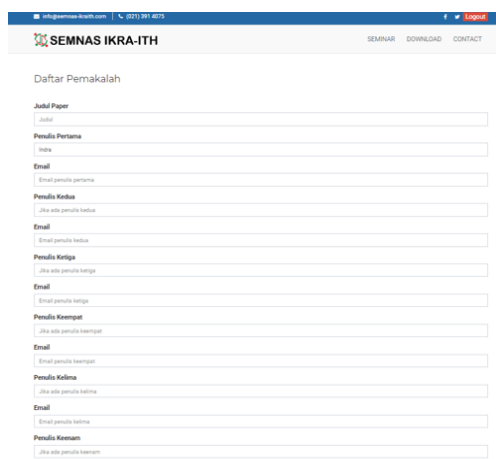 info@semnas-ikraith.com | (021) 391 4075 Logout
SEMNAS IKRA-ITH SEMINAR DOWNLOAD CONTACT
Daftar Pemakalah
Judul Paper
Judul
Penulis Pertama
Indra
Email
Email penulis pertama
Penulis Kedua
Jika ada penulis kedua
Email
Email penulis kedua
Penulis Ketiga
Jika ada penulis ketiga
Email
Email penulis ketiga
Penulis Keempat
Jika ada penulis keempat
Email
Email penulis keempat
Penulis Kelima
Jika ada penulis kelima
Email
Email penulis kelima
Penulis Keenam
Jika ada penulis keenam